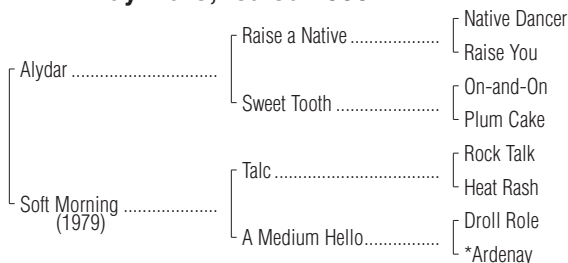 Native Dancer
Raise a Native
Raise You
Alydar
On-and-On
Sweet Tooth
Plum Cake
Rock Talk
Talc
Heat Rash
Soft Morning
(1979)
Droll Role
A Medium Hello
*Ardenay